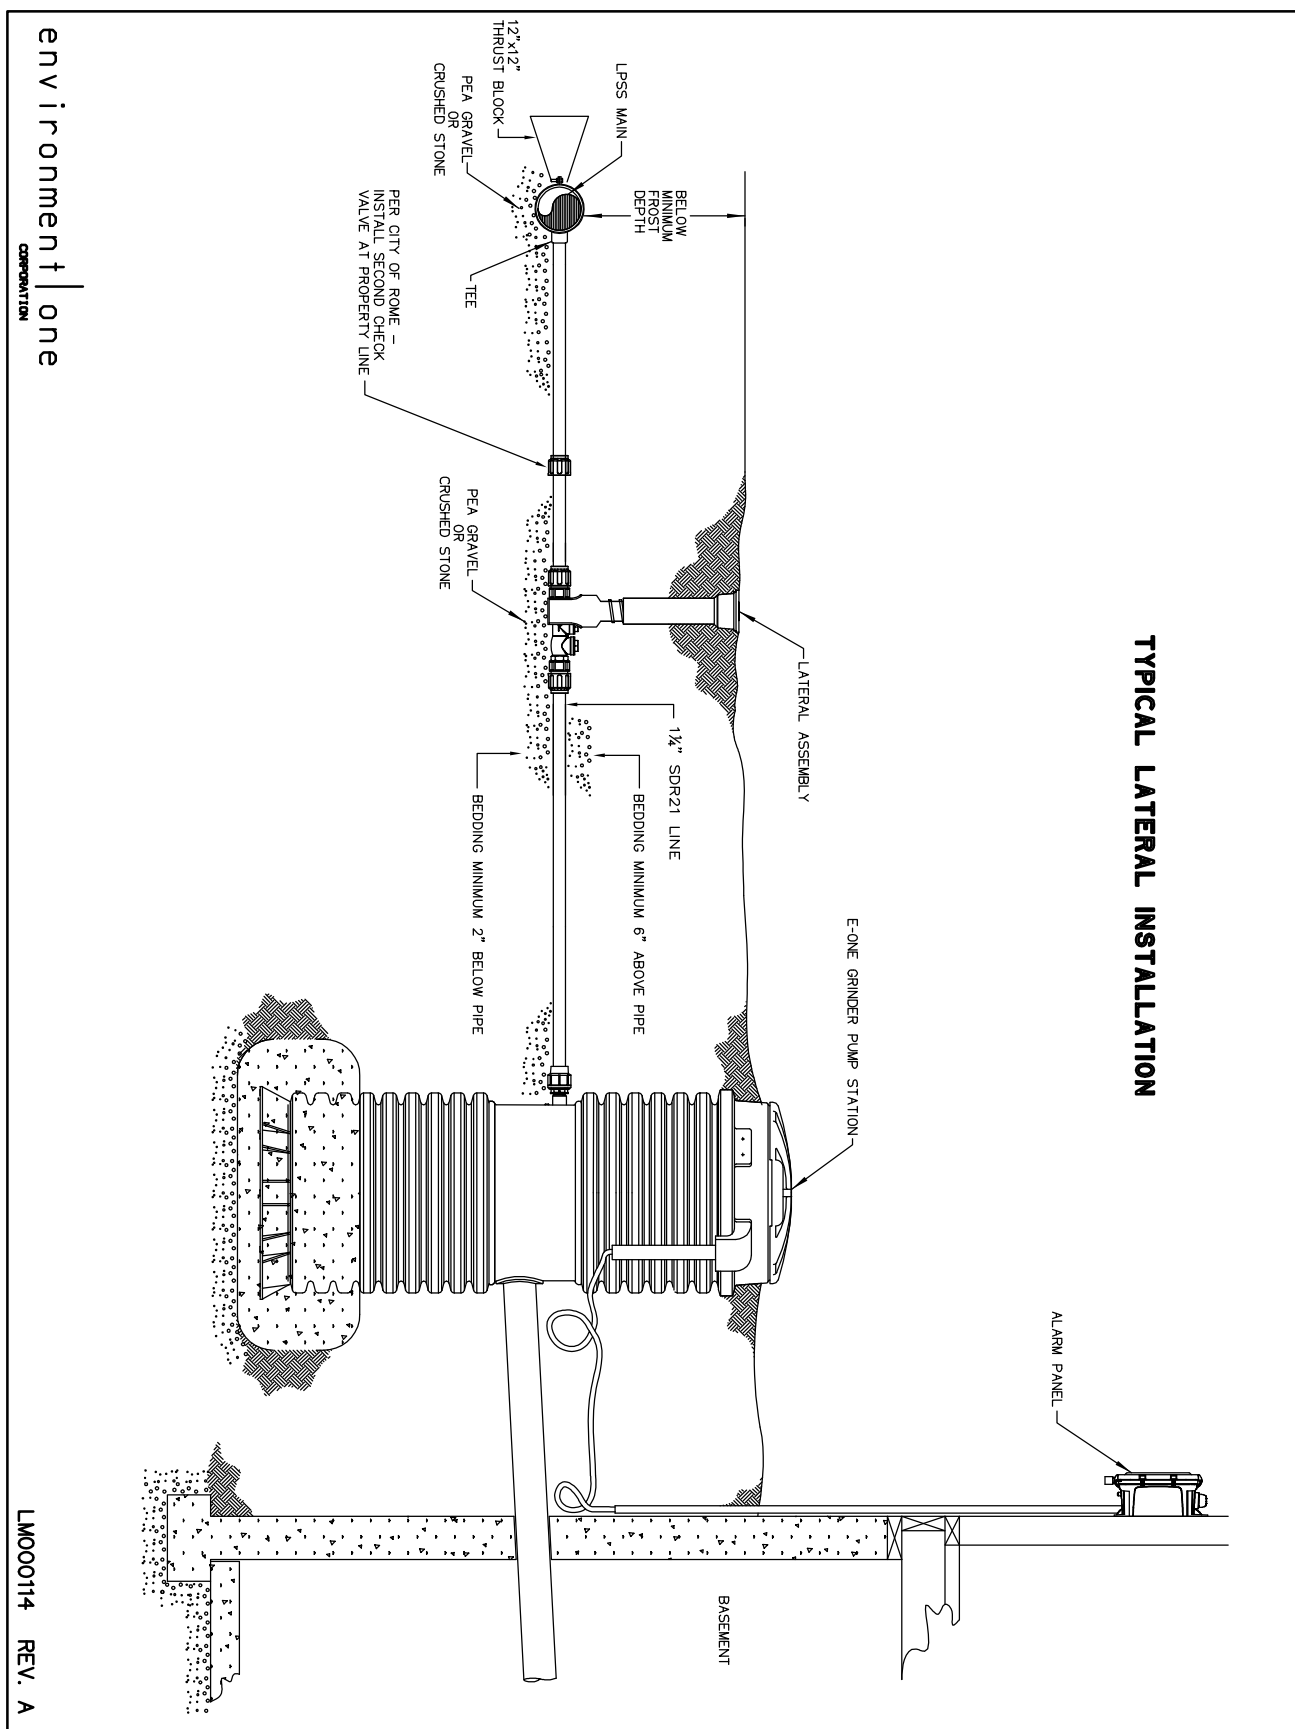 TYPICAL LATERAL INSTALLATION
ALARM PANEL
E-ONE GRINDER PUMP STATION
LATERAL ASSEMBLY
BASEMENT
BELOW
MINIMUM
FROST
DEPTH
LPSS MAIN
1¼" SDR21 LINE
BEDDING MINIMUM 6" ABOVE PIPE
12"x12"
THRUST BLOCK
PEA GRAVEL
OR
CRUSHED STONE
TEE
PEA GRAVEL
OR
CRUSHED STONE
BEDDING MINIMUM 2" BELOW PIPE
PER CITY OF ROME –
INSTALL SECOND CHECK
VALVE AT PROPERTY LINE
environment|one
CORPORATION
LM000114 REV. A